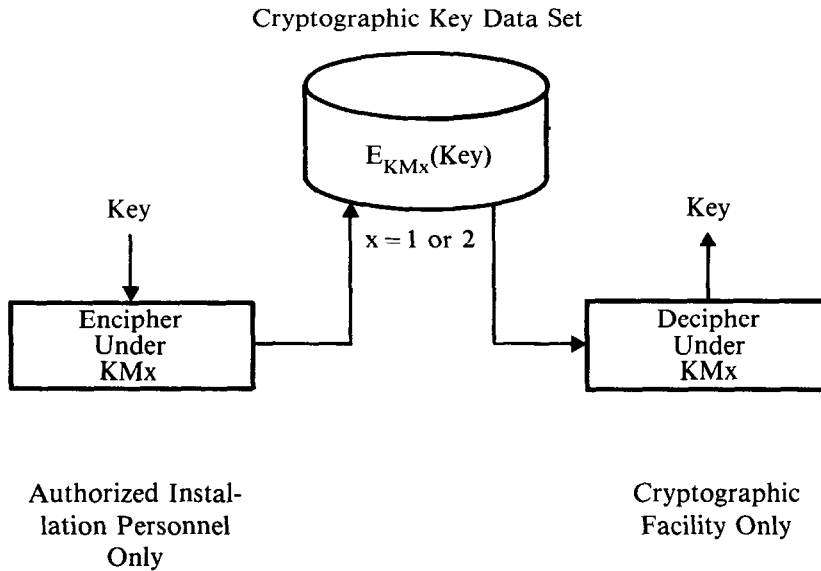 Cryptographic Key Data Set
E_KMx(Key)
Key
Key
x = 1 or 2
Encipher
Under
KMx
Decipher
Under
KMx
Authorized Instal-
lation Personnel
Only
Cryptographic
Facility Only